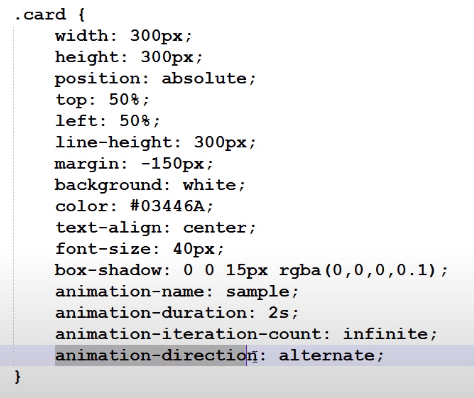 .card {
width: 300px;
height: 300px;
position: absolute;
top: 50%;
left: 50%;
line-height: 300px;
margin: -150px;
background: white;
color: #03446A;
text-align: center;
font-size: 40px;
box-shadow: 0 0 15px rgba(0,0,0,0.1);
animation-name: sample;
animation-duration: 2s;
animation-iteration-count: infinite;
animation-direction: alternate;
}